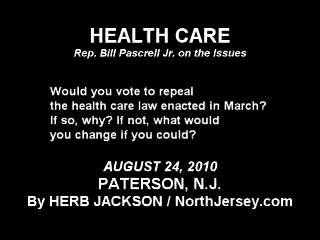 HEALTH CARE
Rep. Bill Pascrell Jr. on the Issues
Would you vote to repeal
the health care law enacted in March?
If so, why? If not, what would
you change if you could?
AUGUST 24, 2010
PATERSON, N.J.
By HERB JACKSON / NorthJersey.com